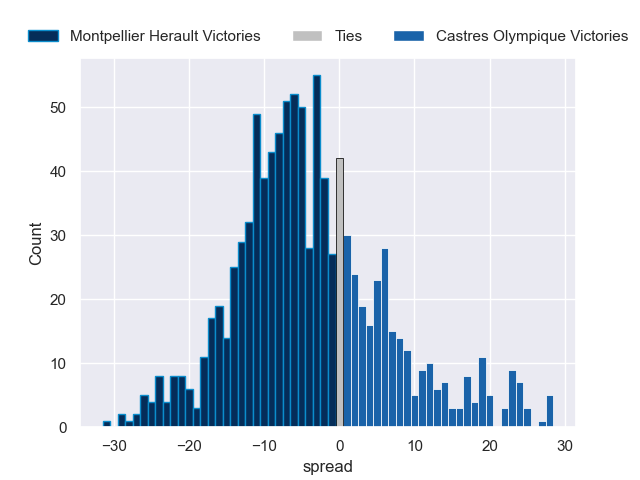 Montpellier Herault Victories Ties Castres Olympique Victories
50
40
30
20
10
0
−30 −20 −10 0 10 20 30
Count
spread